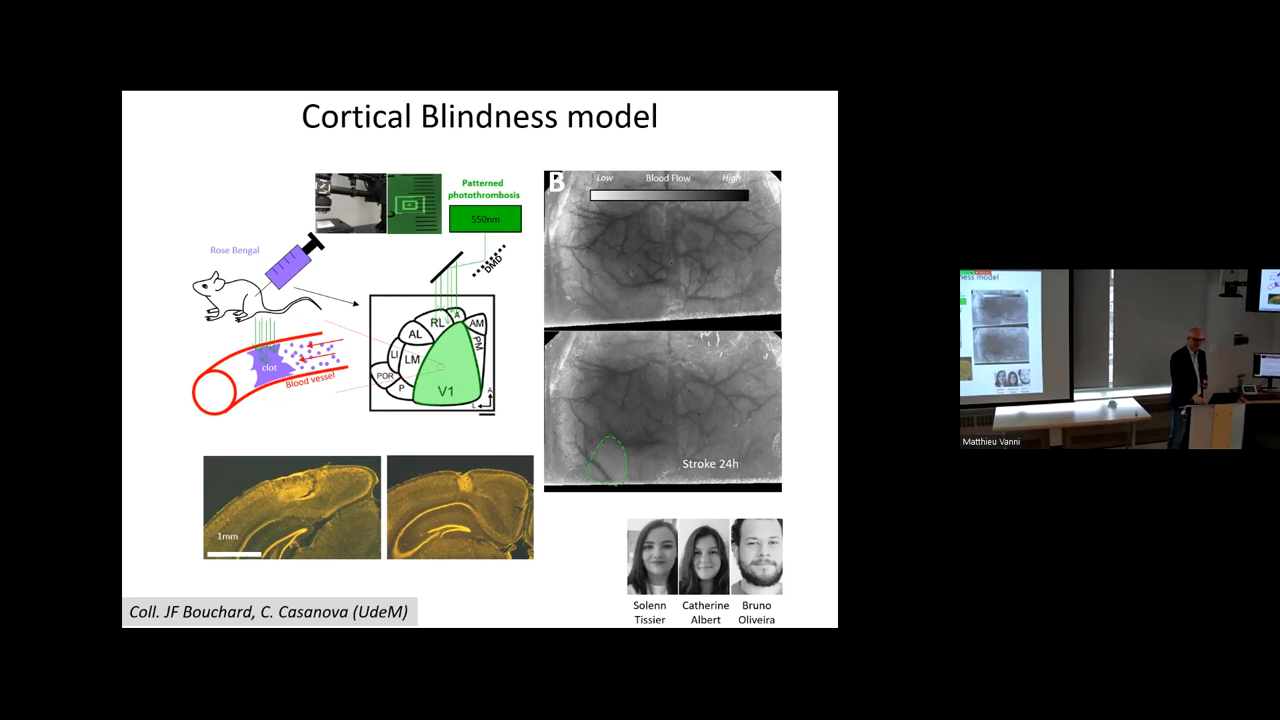 Cortical Blindness model
Patterned
photothrombosis
550nm
DMD
Rose Bengal
clot
Blood vessel
RL
A
AM
AL
PM
LI
LM
POR
P
V1
A
L
B
Low
Blood Flow
High
Stroke 24h
1mm
Solenn
Tissier
Catherine
Albert
Bruno
Oliveira
Coll. JF Bouchard, C. Casanova (UdeM)
ness model
Matthieu Vanni